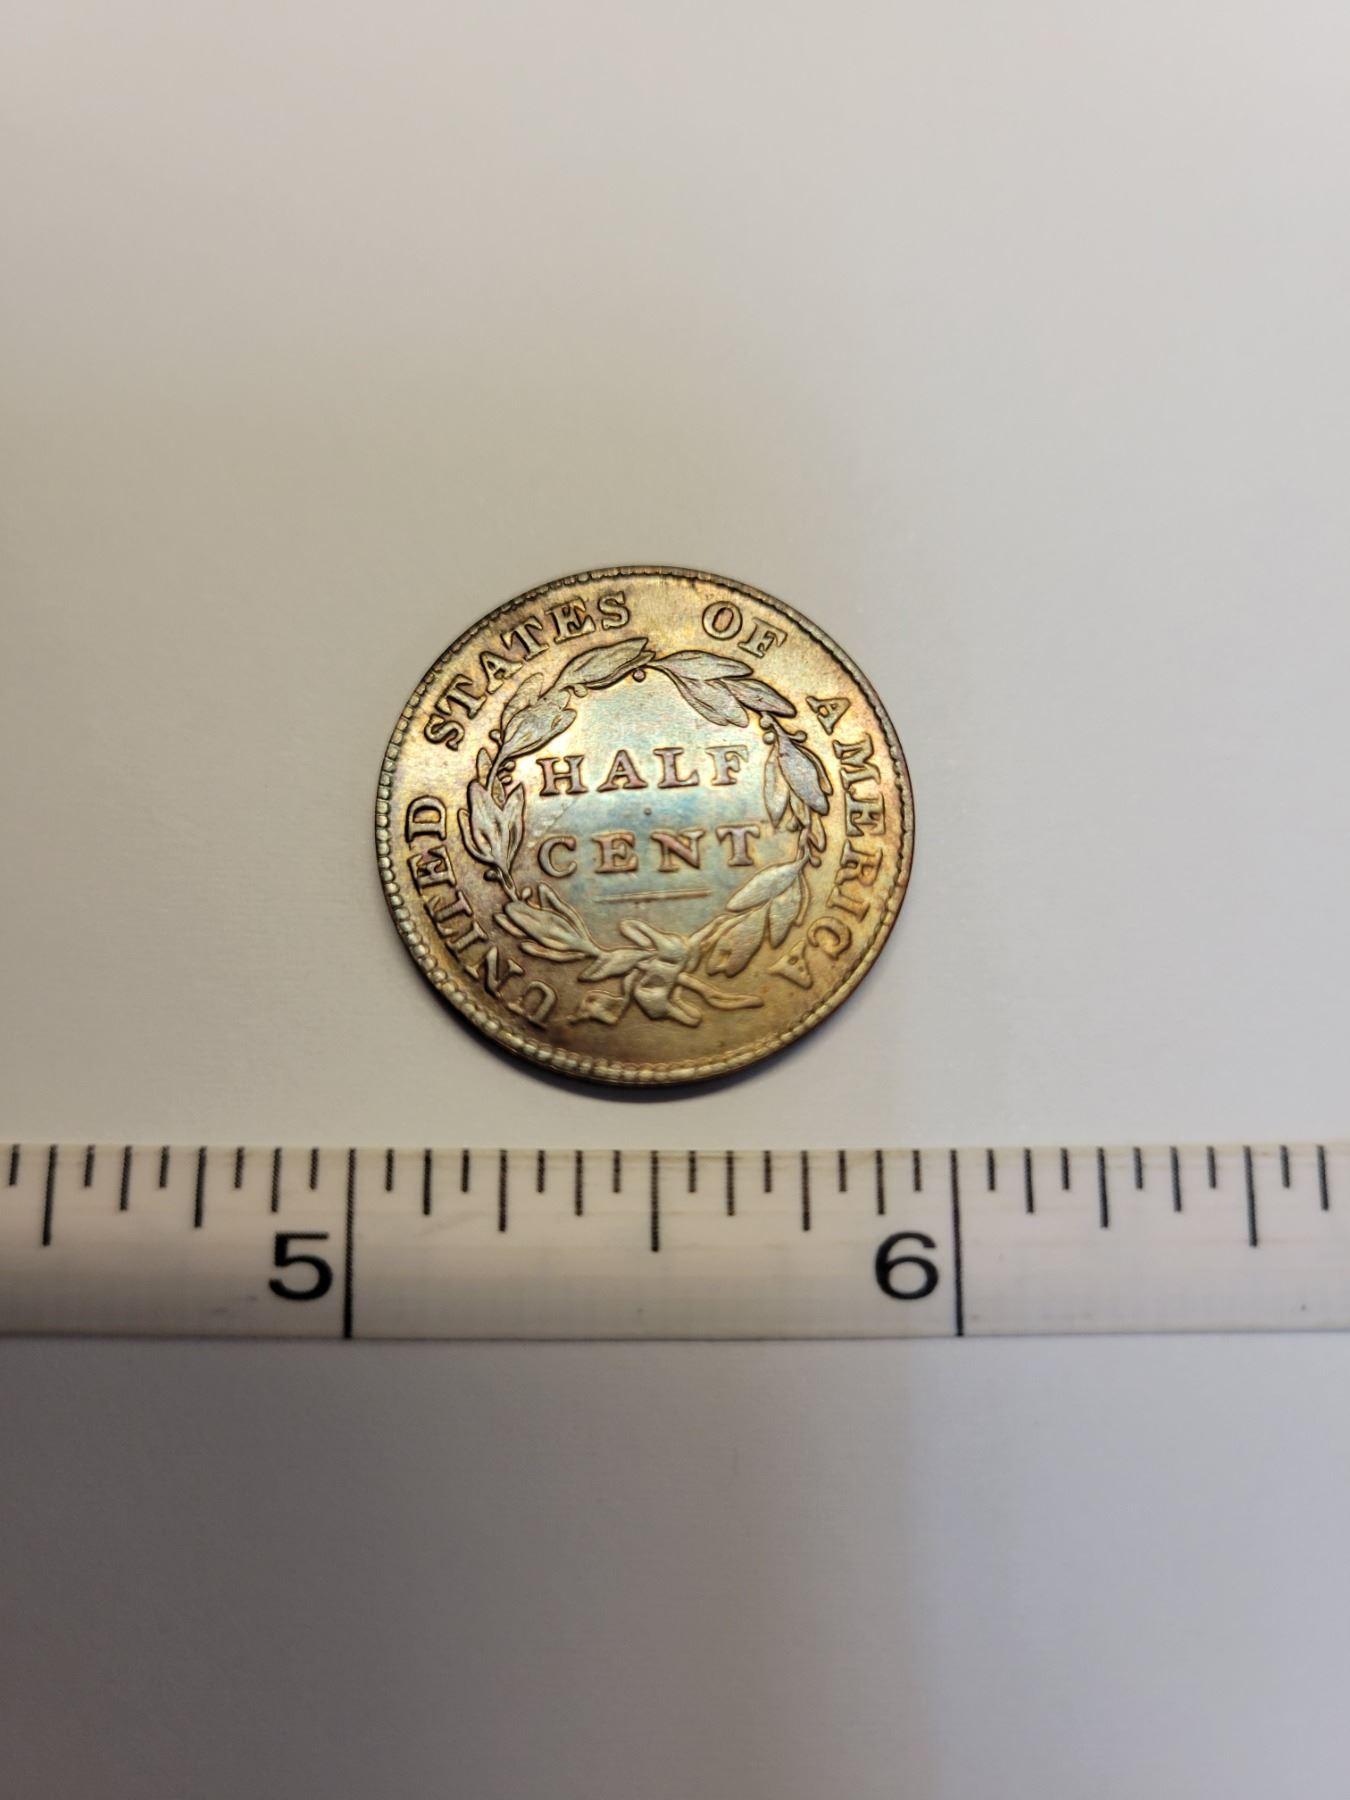 UNITED STATES OF AMERICA
HALF
CENT
5 6